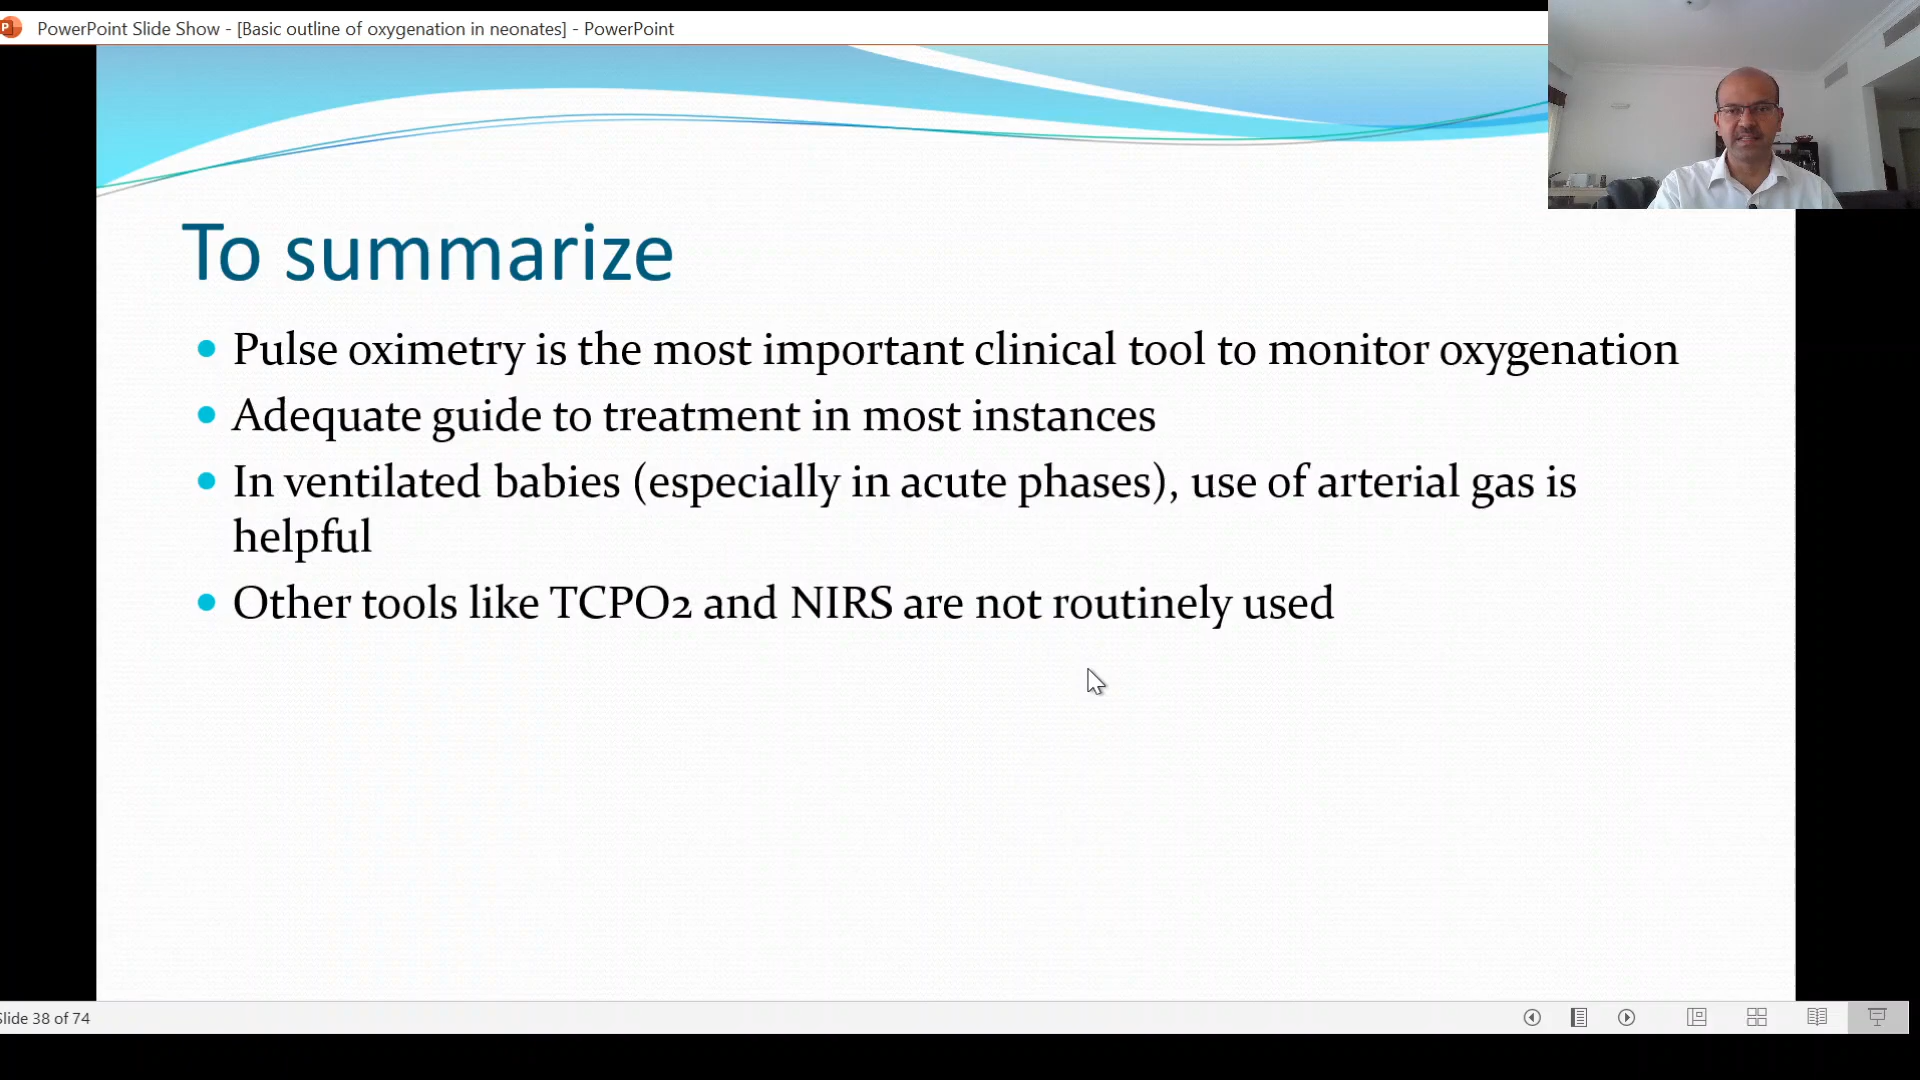 PowerPoint Slide Show - [Basic outline of oxygenation in neonates] - PowerPoint
To summarize
Pulse oximetry is the most important clinical tool to monitor oxygenation
Adequate guide to treatment in most instances
In ventilated babies (especially in acute phases), use of arterial gas is
helpful
Other tools like TCPO2 and NIRS are not routinely used
Slide 38 of 74